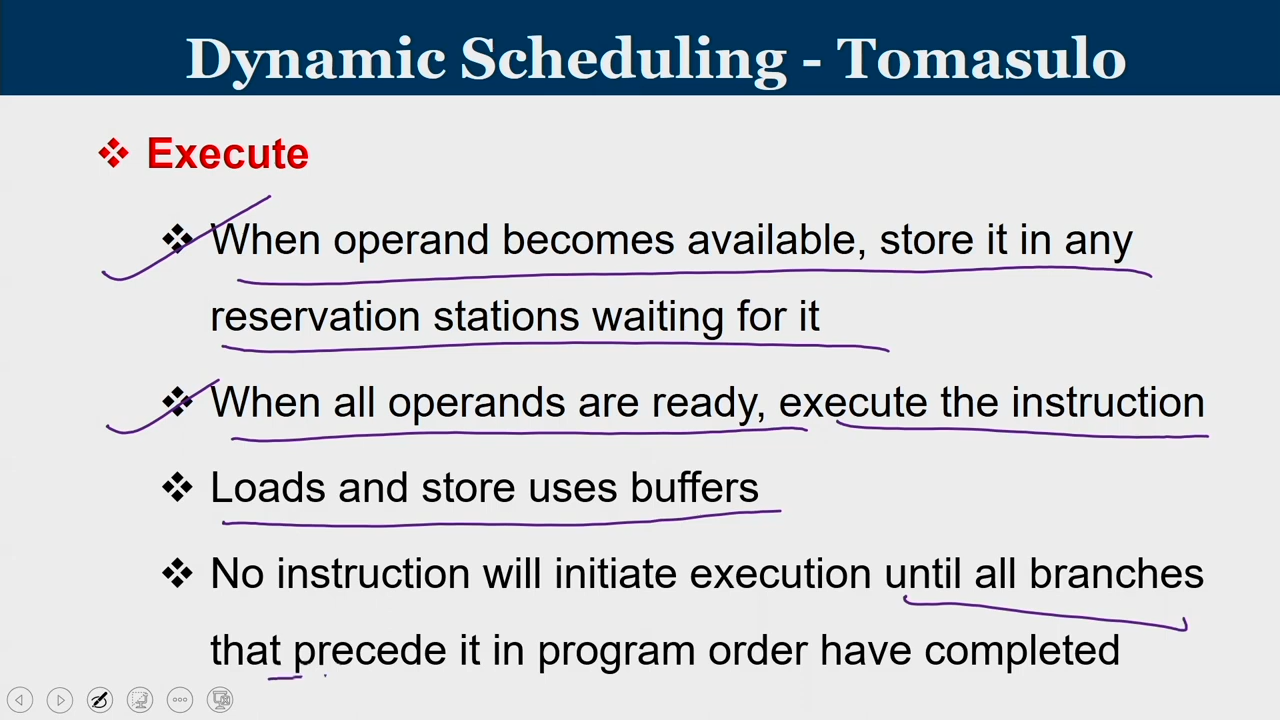 Dynamic Scheduling - Tomasulo
❖ Execute
❖ When operand becomes available, store it in any
reservation stations waiting for it
❖ When all operands are ready, execute the instruction
❖ Loads and store uses buffers
❖ No instruction will initiate execution until all branches
that precede it in program order have completed